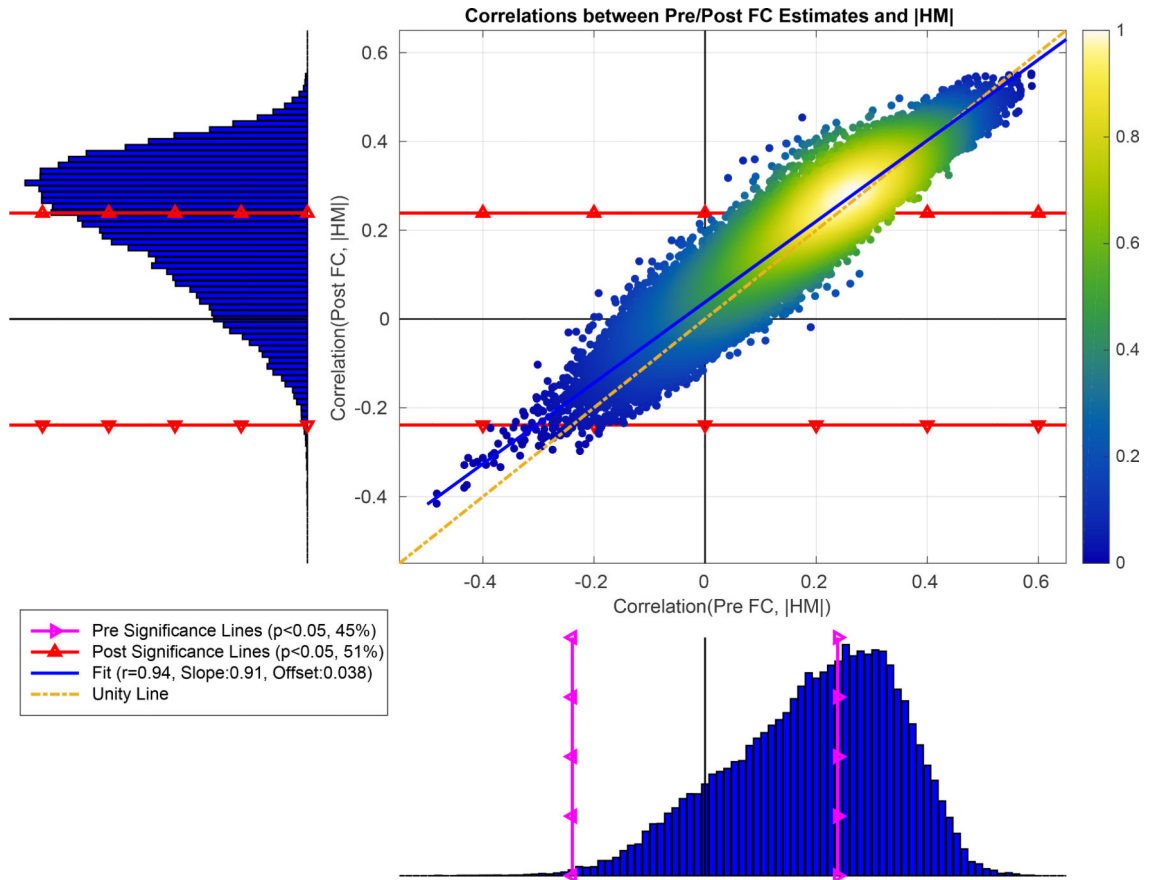 Correlations between Pre/Post FC Estimates and |HM|
0.6
0.4
0.2
0
-0.2
-0.4
Correlation(Post FC, |HM|)
-0.4
-0.2
0
0.2
0.4
0.6
Correlation(Pre FC, |HM|)
1
0.8
0.6
0.4
0.2
0
Pre Significance Lines (p<0.05, 45%)
Post Significance Lines (p<0.05, 51%)
Fit (r=0.94, Slope:0.91, Offset:0.038)
Unity Line